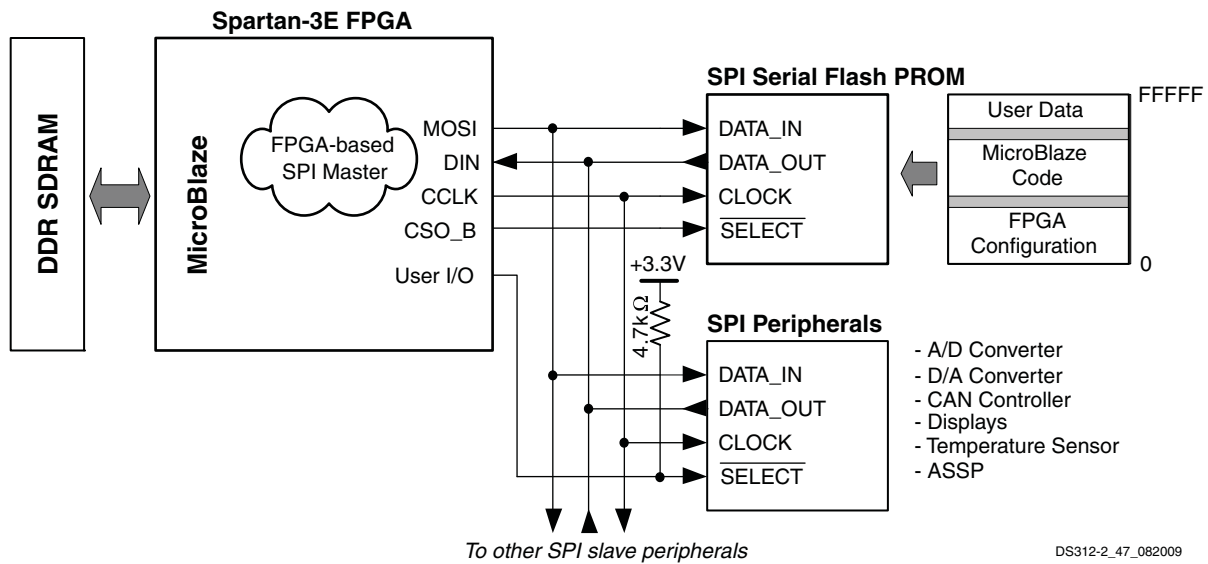 Spartan-3E FPGA
DDR SDRAM
MicroBlaze
FPGA-based
SPI Master
MOSI
DIN
CCLK
CSO_B
User I/O
SPI Serial Flash PROM
DATA_IN
DATA_OUT
CLOCK
SELECT
User Data
MicroBlaze
Code
FPGA
Configuration
FFFFF
0
+3.3V
4.7kΩ
SPI Peripherals
DATA_IN
DATA_OUT
CLOCK
SELECT
- A/D Converter
- D/A Converter
- CAN Controller
- Displays
- Temperature Sensor
- ASSP
To other SPI slave peripherals
DS312-2_47_082009